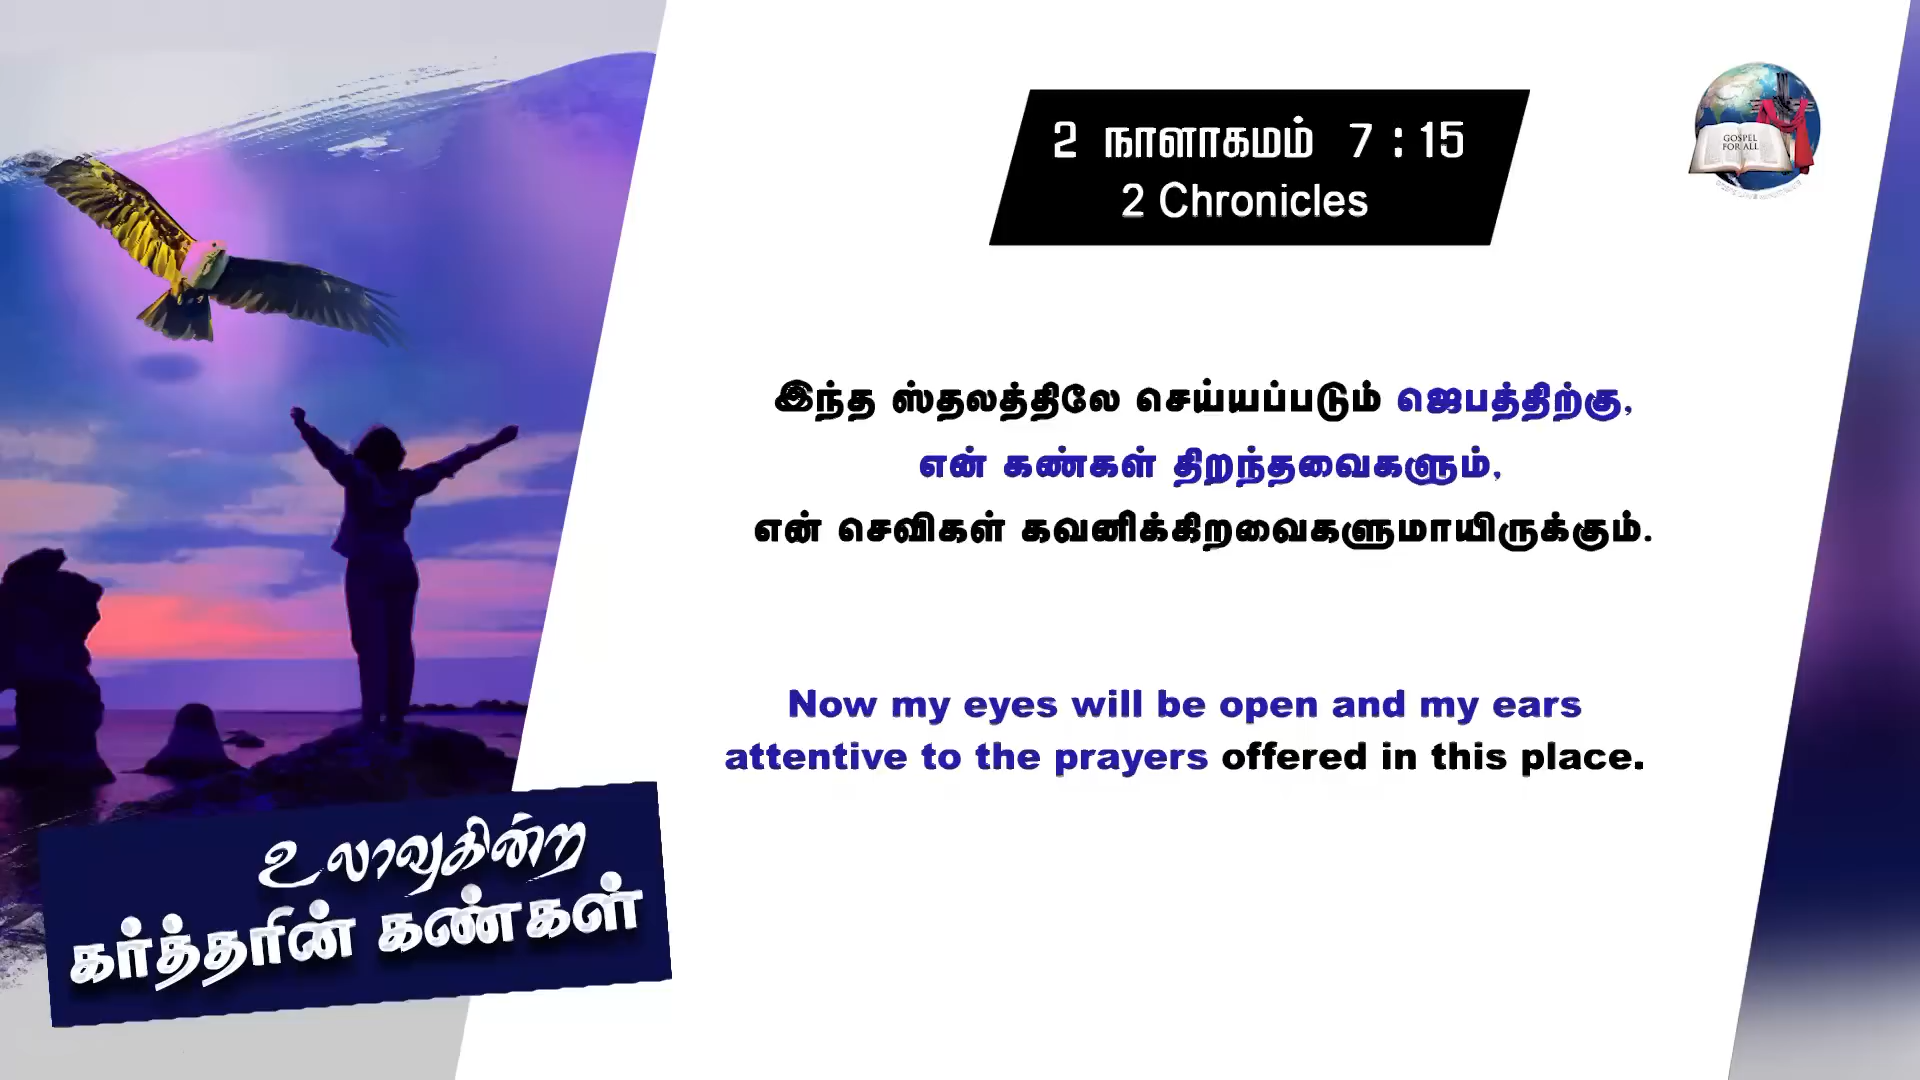 2 நாளாகமம் 7 : 15
2 Chronicles
GOSPEL
FOR ALL
இந்த ஸ்தலத்திலே செய்யப்படும் ஜெபத்திற்கு,
என் கண்கள் திறந்தவைகளும்,
என் செவிகள் கவனிக்கிறவைகளுமாயிருக்கும்.
Now my eyes will be open and my ears
attentive to the prayers offered in this place.
உலாவுகின்ற
கர்த்தரின் கண்கள்